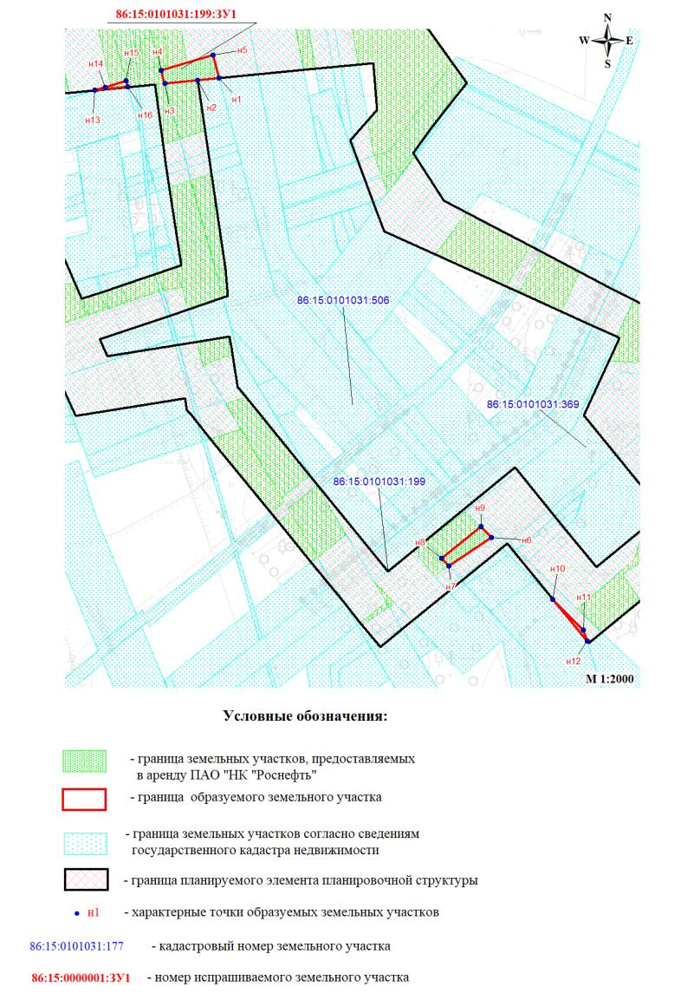 86:15:0101031:199:ЗУ1
N
W E
S
н4
н5
н15
н14
н3
н2
н1
н13
н16
86:15:0101031:506
86:15:0101031:369
86:15:0101031:199
н9
н8
н6
н7
н10
н11
н12
М 1:2000
Условные обозначения:
- граница земельных участков, предоставляемых
в аренду ПАО "НК "Роснефть"
- граница образуемого земельного участка
- граница земельных участков согласно сведениям
государственного кадастра недвижимости
- граница планируемого элемента планировочной структуры
н1 - характерные точки образуемых земельных участков
86:15:0101031:177 - кадастровый номер земельного участка
86:15:0000001:ЗУ1 - номер испрашиваемого земельного участка